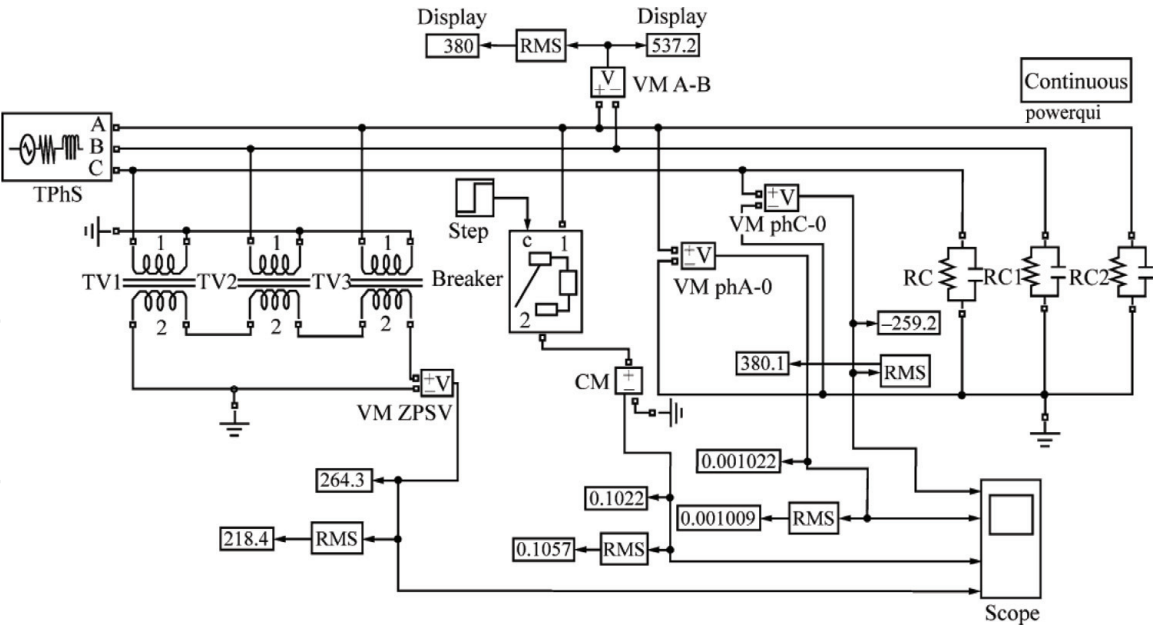 Display
Display
380
RMS
537.2
V
+ −
VM A-B
Continuous
powerqui
A
B
C
TPhS
+
−
V
VM phC-0
Step
c
1
Breaker
2
+
−
V
VM phA-0
1
1
1
TV1
TV2
TV3
2
2
2
RC
RC1
RC2
−259.2
380.1
RMS
+
−
V
VM ZPSV
CM
+
−
264.3
218.4
RMS
0.1022
0.1057
RMS
0.001022
0.001009
RMS
Scope